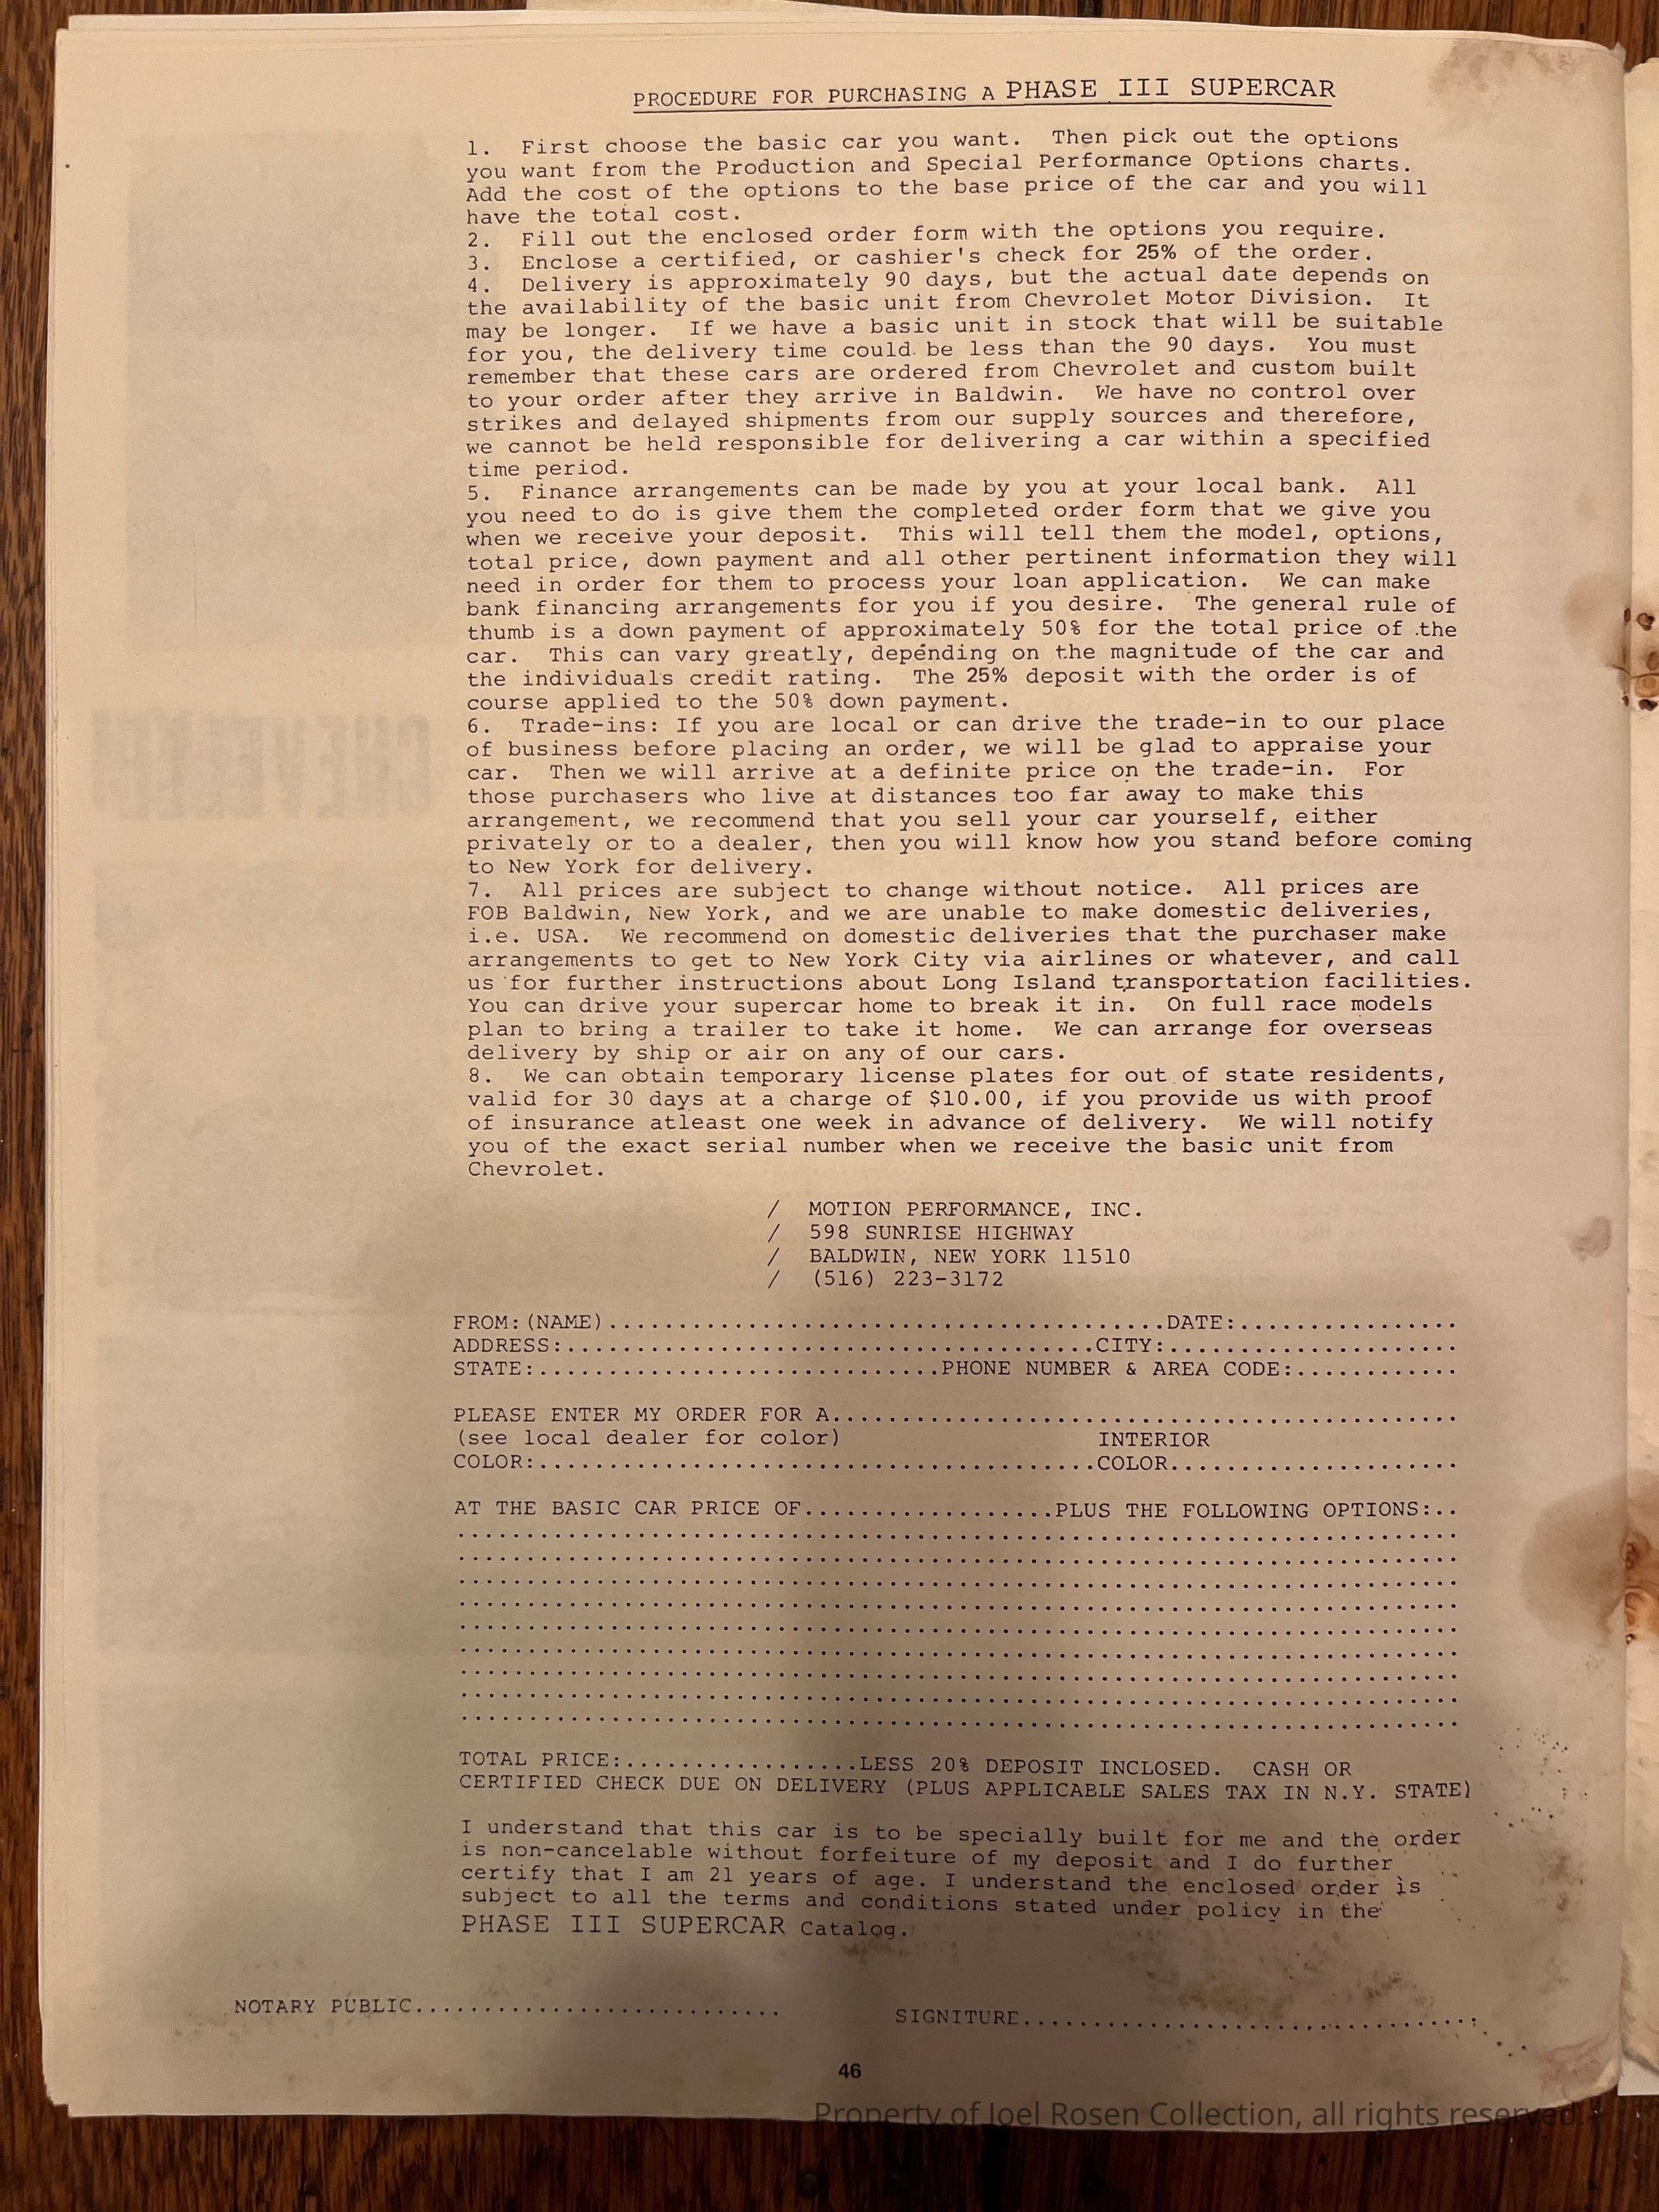 PROCEDURE FOR PURCHASING A PHASE III SUPERCAR
1. First choose the basic car you want. Then pick out the options
you want from the Production and Special Performance Options charts.
Add the cost of the options to the base price of the car and you will
have the total cost.
2. Fill out the enclosed order form with the options you require.
3. Enclose a certified, or cashier's check for 25% of the order.
4. Delivery is approximately 90 days, but the actual date depends on
the availability of the basic unit from Chevrolet Motor Division. It
may be longer. If we have a basic unit in stock that will be suitable
for you, the delivery time could be less than the 90 days. You must
remember that these cars are ordered from Chevrolet and custom built
to your order after they arrive in Baldwin. We have no control over
strikes and delayed shipments from our supply sources and therefore,
we cannot be held responsible for delivering a car within a specified
time period.
5. Finance arrangements can be made by you at your local bank. All
you need to do is give them the completed order form that we give you
when we receive your deposit. This will tell them the model, options,
total price, down payment and all other pertinent information they will
need in order for them to process your loan application. We can make
bank financing arrangements for you if you desire. The general rule of
thumb is a down payment of approximately 50% for the total price of the
car. This can vary greatly, depending on the magnitude of the car and
the individuals credit rating. The 25% deposit with the order is of
course applied to the 50% down payment.
6. Trade-ins: If you are local or can drive the trade-in to our place
of business before placing an order, we will be glad to appraise your
car. Then we will arrive at a definite price on the trade-in. For
those purchasers who live at distances too far away to make this
arrangement, we recommend that you sell your car yourself, either
privately or to a dealer, then you will know how you stand before coming
to New York for delivery.
7. All prices are subject to change without notice. All prices are
FOB Baldwin, New York, and we are unable to make domestic deliveries,
i.e. USA. We recommend on domestic deliveries that the purchaser make
arrangements to get to New York City via airlines or whatever, and call
us for further instructions about Long Island transportation facilities.
You can drive your supercar home to break it in. On full race models
plan to bring a trailer to take it home. We can arrange for overseas
delivery by ship or air on any of our cars.
8. We can obtain temporary license plates for out of state residents,
valid for 30 days at a charge of $10.00, if you provide us with proof
of insurance atleast one week in advance of delivery. We will notify
you of the exact serial number when we receive the basic unit from
Chevrolet.
/ MOTION PERFORMANCE, INC.
/ 598 SUNRISE HIGHWAY
/ BALDWIN, NEW YORK 11510
/ (516) 223-3172
FROM:(NAME)........................................DATE:................
ADDRESS:......................................CITY:.....................
STATE:.............................PHONE NUMBER & AREA CODE:............
PLEASE ENTER MY ORDER FOR A.............................................
(see local dealer for color) INTERIOR
COLOR:........................................COLOR.....................
AT THE BASIC CAR PRICE OF..................PLUS THE FOLLOWING OPTIONS:..
........................................................................
........................................................................
........................................................................
........................................................................
........................................................................
........................................................................
........................................................................
........................................................................
........................................................................
TOTAL PRICE:.................LESS 20% DEPOSIT INCLOSED. CASH OR
CERTIFIED CHECK DUE ON DELIVERY (PLUS APPLICABLE SALES TAX IN N.Y. STATE)
I understand that this car is to be specially built for me and the order
is non-cancelable without forfeiture of my deposit and I do further
certify that I am 21 years of age. I understand the enclosed order is
subject to all the terms and conditions stated under policy in the
PHASE III SUPERCAR Catalog.
NOTARY PUBLIC.......................... SIGNITURE.................................
46
Property of Joel Rosen Collection, all rights reserved.